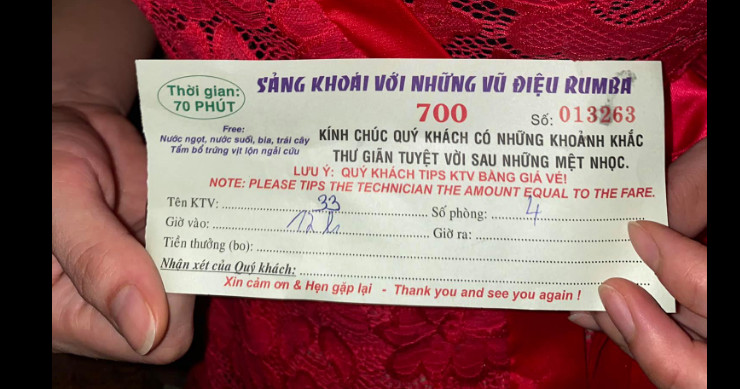 Thời gian:
70 PHÚT
SẢNG KHOÁI VỚI NHỮNG VŨ ĐIỆU RUMBA
700
Số: 013263
Free:
Nước ngọt, nước suối, bia, trái cây
Tẩm bổ trứng vịt lộn ngải cứu
KÍNH CHÚC QUÝ KHÁCH CÓ NHỮNG KHOẢNH KHẮC
THƯ GIÃN TUYỆT VỜI SAU NHỮNG MỆT NHỌC.
LƯU Ý: QUÝ KHÁCH TIPS KTV BẰNG GIÁ VÉ!
NOTE: PLEASE TIPS THE TECHNICIAN THE AMOUNT EQUAL TO THE FARE.
Tên KTV: 33 Số phòng: 4
Giờ vào: 12h Giờ ra:
Tiền thưởng (bo):
Nhận xét của Quý khách:
Xin cảm ơn & Hẹn gặp lại - Thank you and see you again !